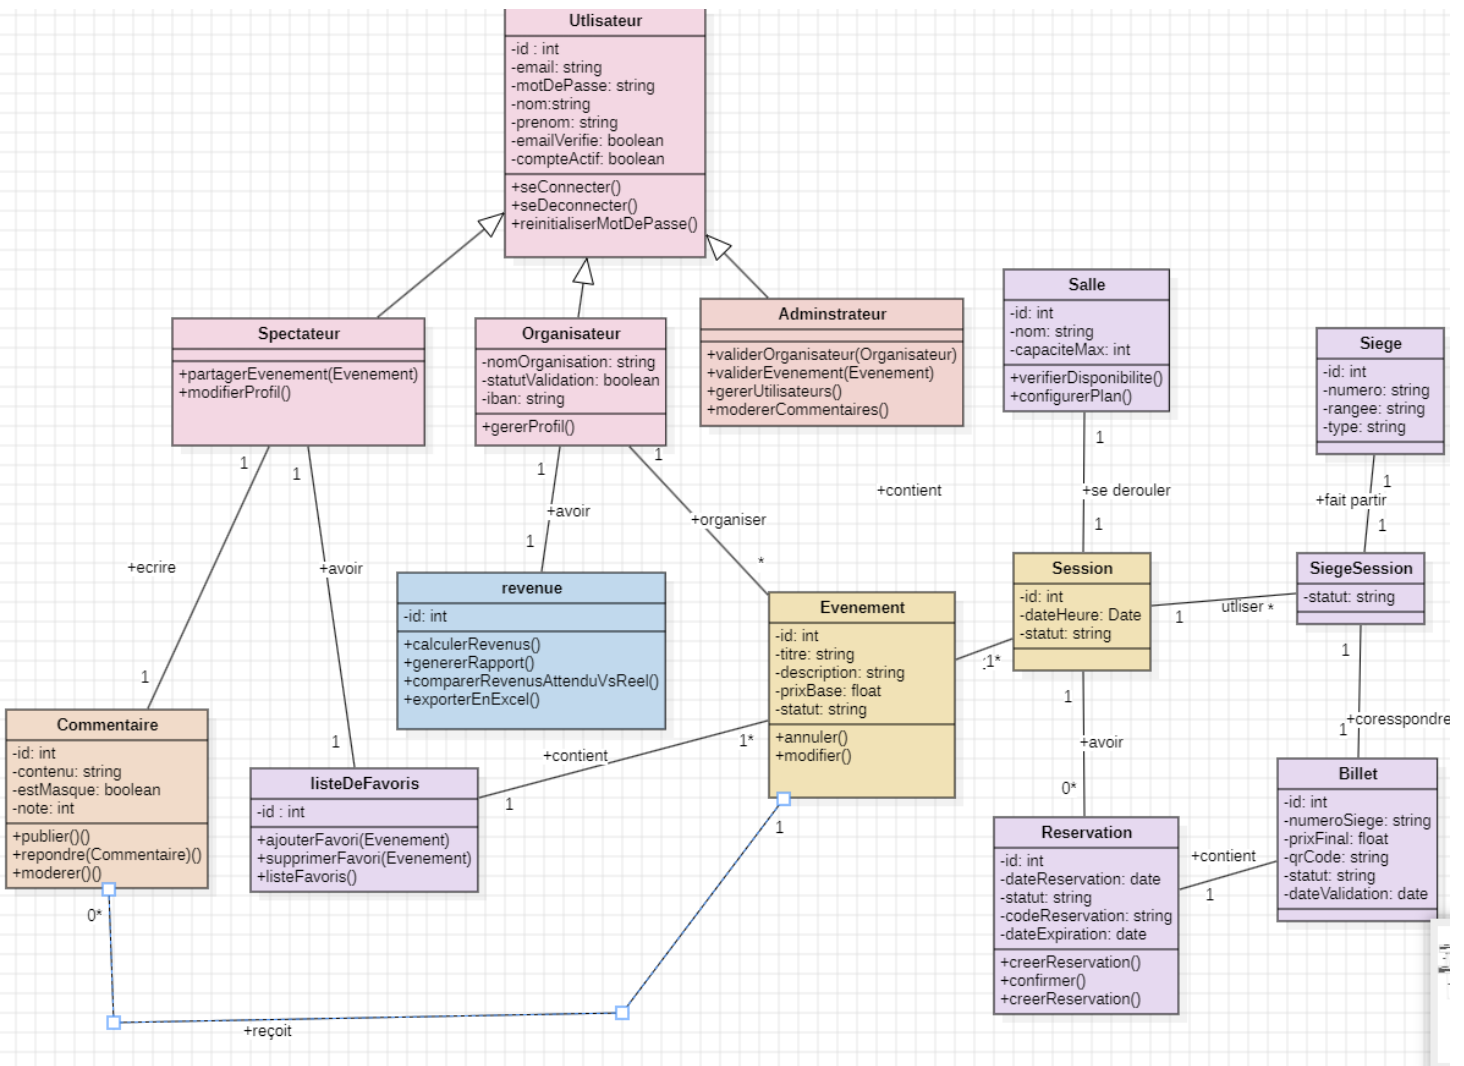 Utlisateur
-id : int
-email: string
-motDePasse: string
-nom:string
-prenom: string
-emailVerifie: boolean
-compteActif: boolean
+seConnecter()
+seDeconnecter()
+reinitialiserMotDePasse()
Spectateur
+partagerEvenement(Evenement)
+modifierProfil()
Organisateur
-nomOrganisation: string
-statutValidation: boolean
-iban: string
+gererProfil()
Adminstrateur
+validerOrganisateur(Organisateur)
+validerEvenement(Evenement)
+gererUtilisateurs()
+modererCommentaires()
Salle
-id: int
-nom: string
-capaciteMax: int
+verifierDisponibilite()
+configurerPlan()
Siege
-id: int
-numero: string
-rangee: string
-type: string
1
+ecrire
1
1
+avoir
1
1
+avoir
1
1
+organiser
*
+contient
1
+se derouler
1
1
+fait partir
1
revenue
-id: int
+calculerRevenus()
+genererRapport()
+comparerRevenusAttenduVsReel()
+exporterEnExcel()
Evenement
-id: int
-titre: string
-description: string
-prixBase: float
-statut: string
+annuler()
+modifier()
Session
-id: int
-dateHeure: Date
-statut: string
SiegeSession
-statut: string
1
utliser *
1*
1
+coresspondre
1
Commentaire
-id: int
-contenu: string
-estMasque: boolean
-note: int
+publier()()
+repondre(Commentaire)()
+moderer()()
listeDeFavoris
-id : int
+ajouterFavori(Evenement)
+supprimerFavori(Evenement)
+listeFavoris()
+contient
1*
1
1
+avoir
0*
Reservation
-id: int
-dateReservation: date
-statut: string
-codeReservation: string
-dateExpiration: date
+creerReservation()
+confirmer()
+creerReservation()
+contient
1
Billet
-id: int
-numeroSiege: string
-prixFinal: float
-qrCode: string
-statut: string
-dateValidation: date
0*
+reçoit
1